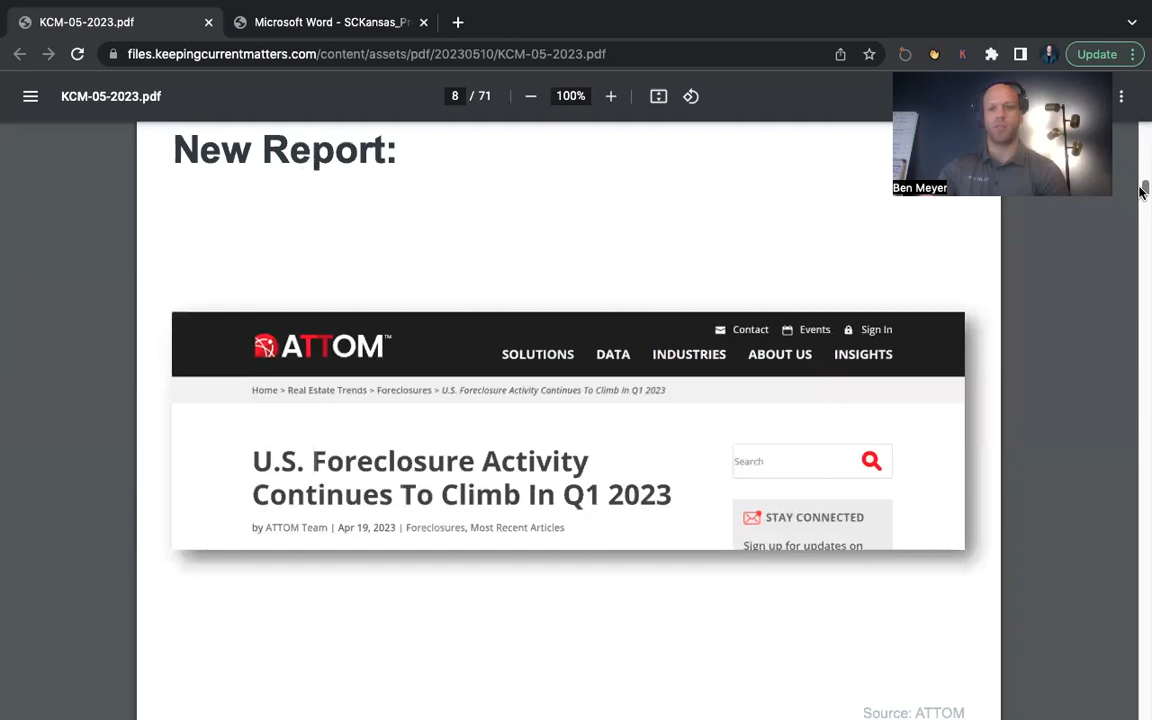 KCM-05-2023.pdf
Microsoft Word - SCKansas_Pr
files.keepingcurrentmatters.com/content/assets/pdf/20230510/KCM-05-2023.pdf
K
Update
KCM-05-2023.pdf
8 / 71
100%
Ben Meyer
New Report:
ATTOM™
Contact
Events
Sign In
SOLUTIONS
DATA
INDUSTRIES
ABOUT US
INSIGHTS
Home > Real Estate Trends > Foreclosures > U.S. Foreclosure Activity Continues To Climb In Q1 2023
U.S. Foreclosure Activity
Continues To Climb In Q1 2023
by ATTOM Team | Apr 19, 2023 | Foreclosures, Most Recent Articles
Search
STAY CONNECTED
Sign up for updates on
Source: ATTOM